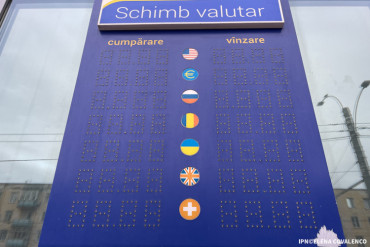 Schimb valutar
cumpărare vînzare
€
IPN©ELENA COVALENCO